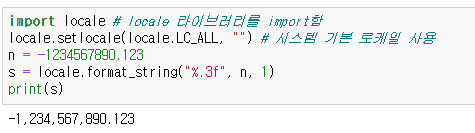 import locale # locale 라이브러리를 import함
locale.setlocale(locale.LC_ALL, "") # 시스템 기본 로케일 사용
n = -1234567890.123
s = locale.format_string("%.3f", n, 1)
print(s)
-1,234,567,890.123